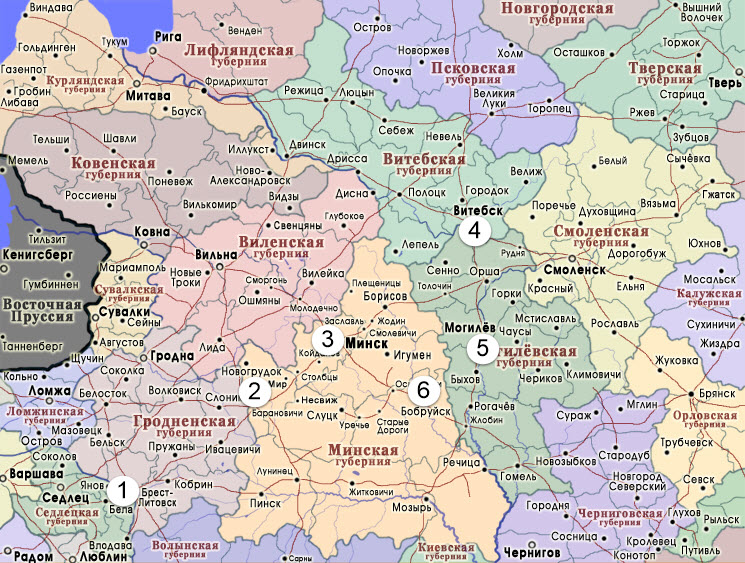 Виндава
Новгородская
губерния
Вышний
Волочек
Остров
Венден
Рига
Лифляндская
губерния
Тукум
Гольдинген
Газенпот
Гробин
Либава
Курляндская
губерния
Митава
Бауск
Фридрихштат
Новоржев
Холм
Опочка
Псковская
губерния
Великия
Луки
Торопец
Осташков
Торжок
Тверская
губерния
Тверь
Старица
Ржев
Зубцов
Режица
Люцын
Себеж
Невель
Двинск
Дрисса
Витебская
губерния
Полоцк
Городок
Витебск
Велиж
Тельши
Шавли
Ковенская
губерния
Иллукст
Ново-
Александровск
Поневеж
Россиены
Вилькомир
Видзы
Свенцяны
Дисна
Глубокое
Мемель
Белый
Сычёвка
Гжатск
Поречье
Духовщина
Вязьма
Смоленская
губерния
Дорогобуж
Юхнов
Рудня
Смоленск
Красный
Ельня
Рославль
Тильзит
Кенигсберг
Гумбиннен
Восточная
Пруссия
Танненберг
Ковна
Мариамполь
Сувалкская
губерния
Сувалки
Сейны
Августов
Вильна
Виленская
губерния
Новые
Троки
Сморгонь
Ошмяны
Вилейка
Молодечно
Лида
Лепель
Сенно
Орша
Толочин
Горки
Плещеницы
Борисов
Жодин
Смолевичи
Заславль
Минск
Игумен
Койданов
Столбцы
Мир
Несвиж
Новогрудок
Барановичи
Слуцк
Уречье
Старые
Дороги
Бобруйск
Минская
губерния
Могилёв
Мстиславль
Чаусы
губерния
Быхов
Чериков
Климовичи
Рогачёв
Жлобин
Гомель
Речица
Мозырь
Житковичи
Лунинец
Пинск
Мосальск
Калужская
губерния
Сухиничи
Жиздра
Жуковка
Брянск
Орловская
губерния
Трубчевск
Севск
Мглин
Сураж
Стародуб
Новозыбков
Новгород
Северский
Городня
Черниговская
губерния
Сосница
Чернигов
Кролевец
Конотоп
Глухов
Рыльск
Путивль
Щучин
Кольно
Ломжа
Ломжинская
губерния
Мазовецк
Остров
Гродна
Соколка
Белосток
Волковиск
Слоним
Гродненская
губерния
Бельск
Пружаны
Ивацевичи
Кобрин
Брест-
Литовск
Соколов
Варшава
Седлец
Седлецкая
губерния
Янов
Бела
Влодава
Радом
Люблин
Волынская
губерния
Сарны
Киевская
губерния
1
2
3
4
5
6